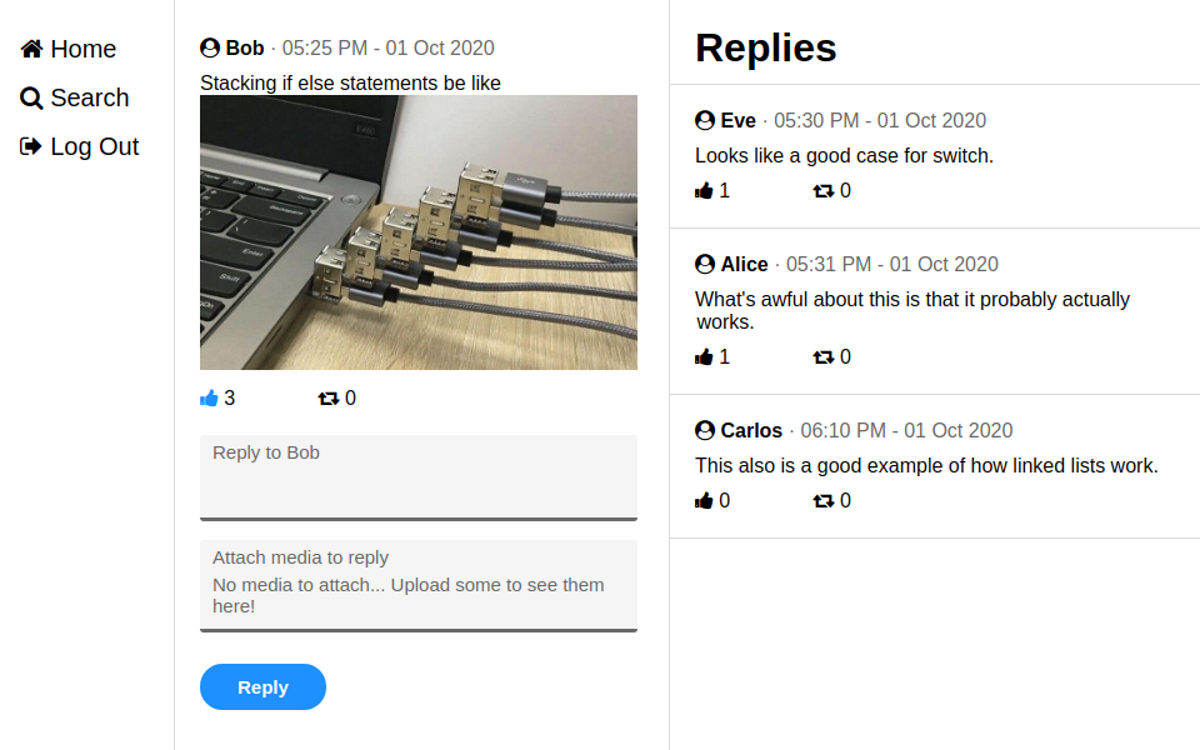 Home
Search
Log Out
Bob · 05:25 PM - 01 Oct 2020
Stacking if else statements be like
Backspace
Enter
Shift
3
0
Reply to Bob
Attach media to reply
No media to attach... Upload some to see them
here!
Reply
Replies
Eve · 05:30 PM - 01 Oct 2020
Looks like a good case for switch.
1
0
Alice · 05:31 PM - 01 Oct 2020
What's awful about this is that it probably actually
works.
1
0
Carlos · 06:10 PM - 01 Oct 2020
This also is a good example of how linked lists work.
0
0